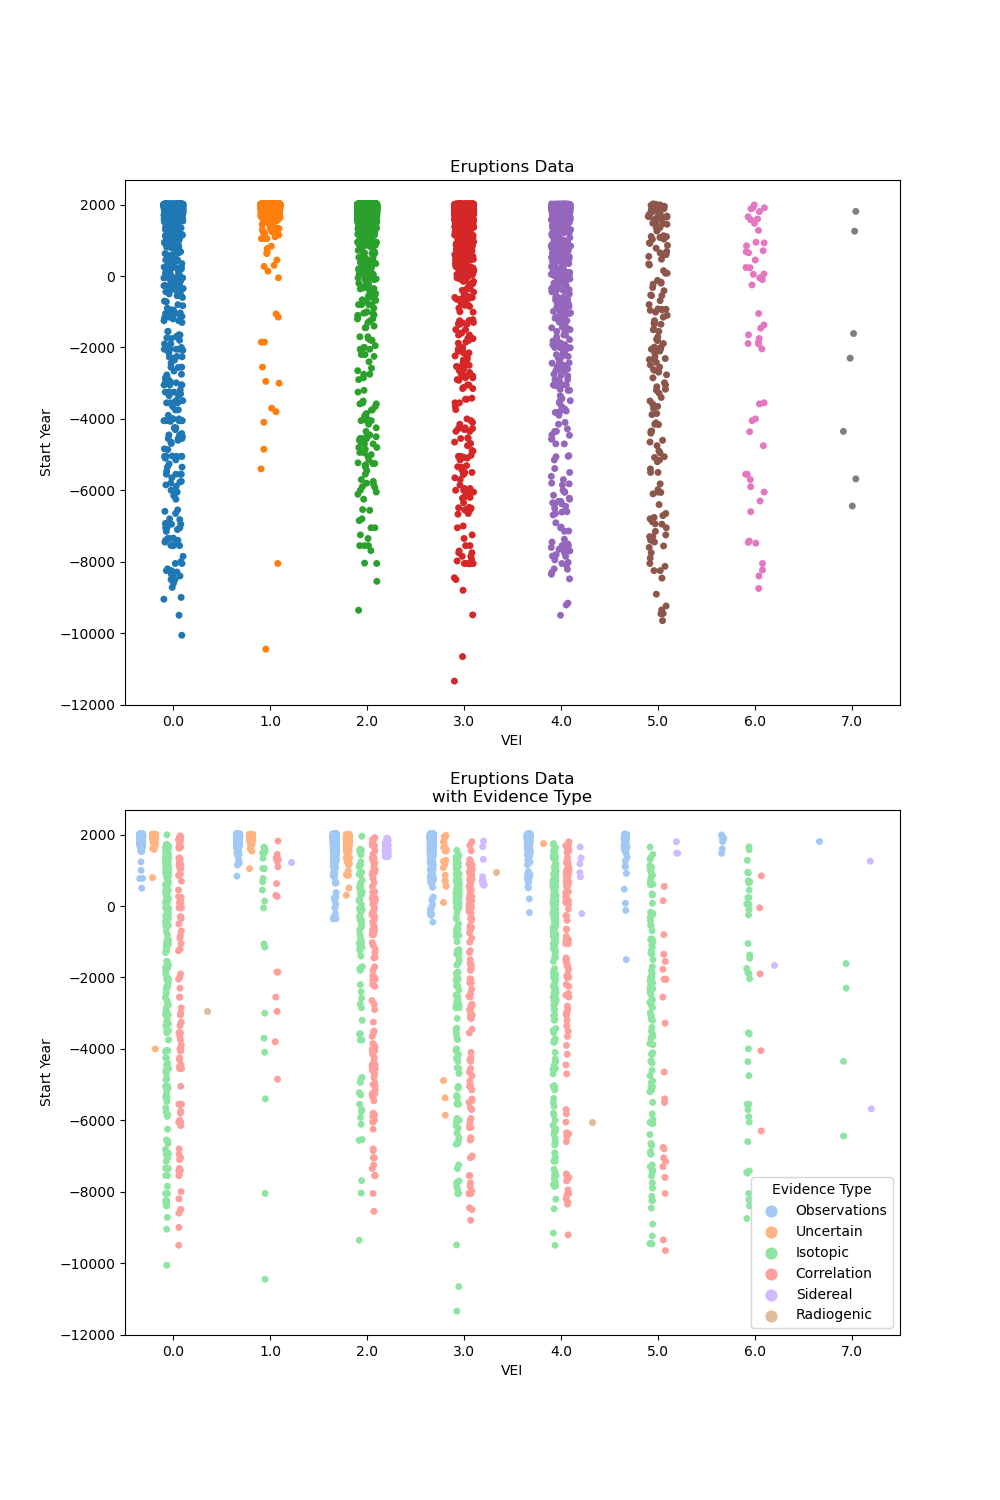 Eruptions Data
2000
0
−2000
−4000
−6000
−8000
−10000
−12000
Start Year
0.0 1.0 2.0 3.0 4.0 5.0 6.0 7.0
VEI
Eruptions Data
with Evidence Type
2000
0
−2000
−4000
−6000
−8000
−10000
−12000
Start Year
Evidence Type
Observations
Uncertain
Isotopic
Correlation
Sidereal
Radiogenic
0.0 1.0 2.0 3.0 4.0 5.0 6.0 7.0
VEI